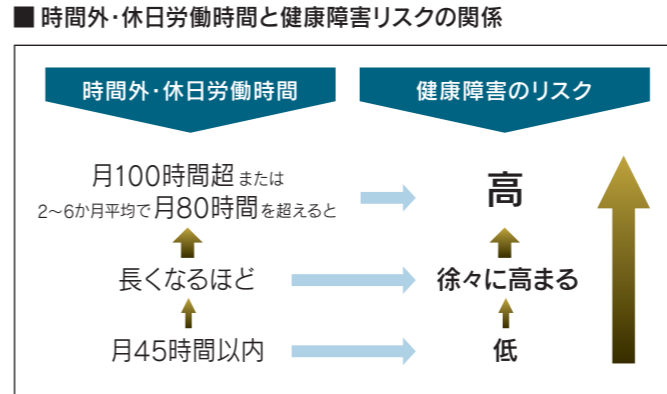 ■ 時間外・休日労働時間と健康障害リスクの関係
時間外・休日労働時間
健康障害のリスク
月100時間超 または
2〜6か月平均で月80時間を超えると
高
長くなるほど
徐々に高まる
月45時間以内
低